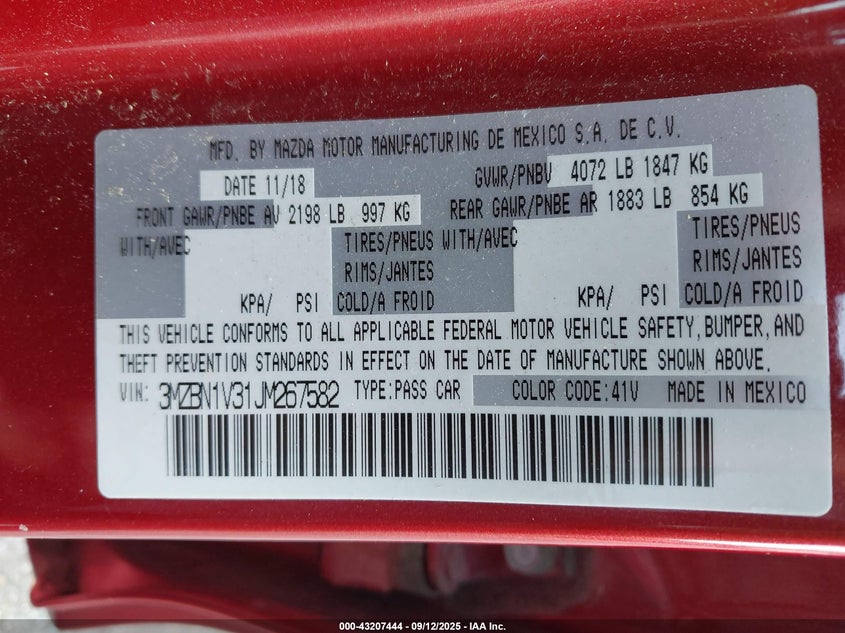 MFD. BY MAZDA MOTOR MANUFACTURING DE MEXICO S.A. DE C.V.
DATE 11/18 GVWR/PNBV 4072 LB 1847 KG
FRONT GAWR/PNBE AV 2198 LB 997 KG REAR GAWR/PNBE AR 1883 LB 854 KG
WITH/AVEC TIRES/PNEUS WITH/AVEC TIRES/PNEUS
RIMS/JANTES RIMS/JANTES
KPA/ PSI COLD/A FROID KPA/ PSI COLD/A FROID
THIS VEHICLE CONFORMS TO ALL APPLICABLE FEDERAL MOTOR VEHICLE SAFETY, BUMPER, AND
THEFT PREVENTION STANDARDS IN EFFECT ON THE DATE OF MANUFACTURE SHOWN ABOVE.
VIN: 3MZBN1V31JM267582 TYPE:PASS CAR COLOR CODE:41V MADE IN MEXICO
000-43207444 - 09/12/2025 - IAA Inc.